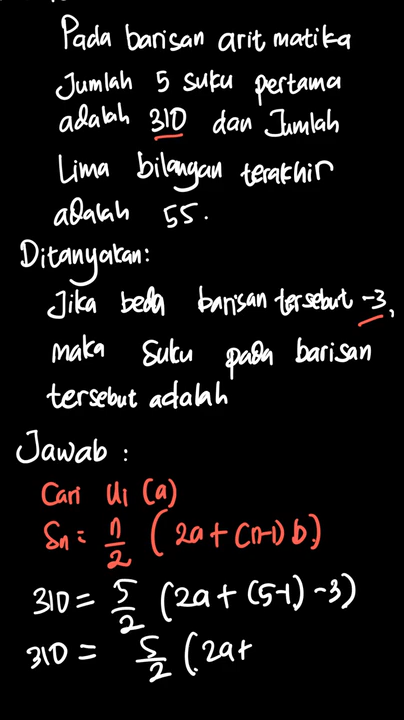 Pada barisan aritmatika
Jumlah 5 suku pertama
adalah 310 dan Jumlah
Lima bilangan terakhir
adalah 55.
Ditanyakan:
Jika beda barisan tersebut -3,
maka suku pada barisan
tersebut adalah
Jawab :
Cari U1 (a)
Sn = n/2 (2a + (n-1) b)
310 = 5/2 (2a + (5-1) -3)
310 = 5/2 (2a +